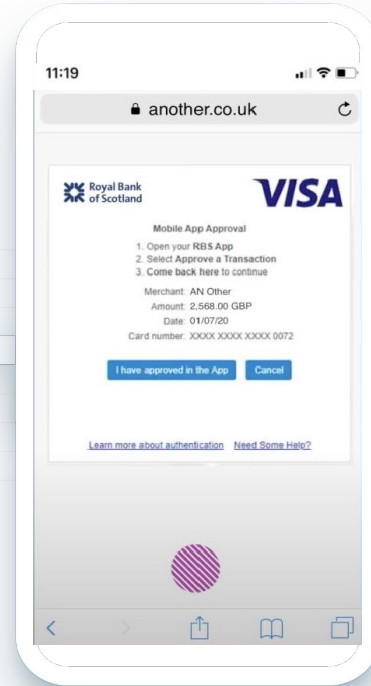 11:19
another.co.uk
Royal Bank
of Scotland
VISA
Mobile App Approval
1. Open your RBS App
2. Select Approve a Transaction
3. Come back here to continue
Merchant: AN Other
Amount: 2,568.00 GBP
Date: 01/07/20
Card number: XXXX XXXX XXXX 0072
I have approved in the App Cancel
Learn more about authentication Need Some Help?